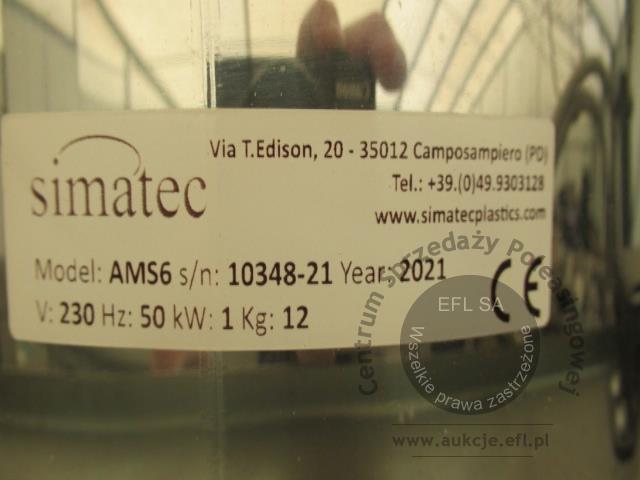 simatec
Via T.Edison, 20 - 35012 Camposampiero (PD)
Tel.: +39.(0)49.9303128
www.simatecplastics.com
Model: AMS6 s/n: 10348-21 Year: 2021
V: 230 Hz: 50 kW: 1 Kg: 12
CE
Centrum Sprzedaży Poleasingowej
EFL SA
Wszelkie prawa zastrzeżone
www.aukcje.efl.pl